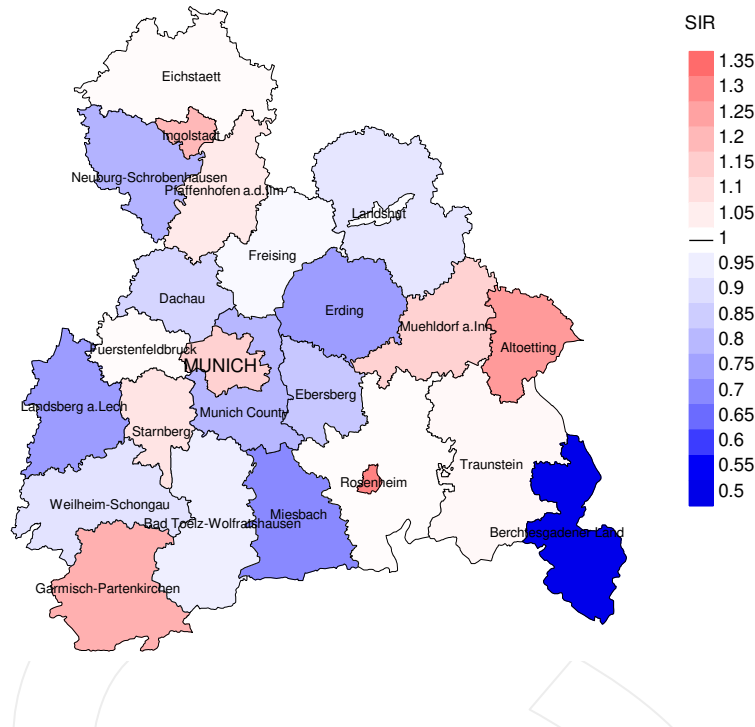 SIR
1.35
1.3
1.25
1.2
1.15
1.1
1.05
1
0.95
0.9
0.85
0.8
0.75
0.7
0.65
0.6
0.55
0.5
Eichstaett
Ingolstadt
Neuburg-Schrobenhausen
Pfaffenhofen a.d.Ilm
Landshut
Freising
Dachau
Erding
Muehldorf a.Inn
Altoetting
Fuerstenfeldbruck
MUNICH
Ebersberg
Landsberg a.Lech
Munich County
Starnberg
Traunstein
Rosenheim
Weilheim-Schongau
Miesbach
Bad Toelz-Wolfratshausen
Berchtesgadener Land
Garmisch-Partenkirchen